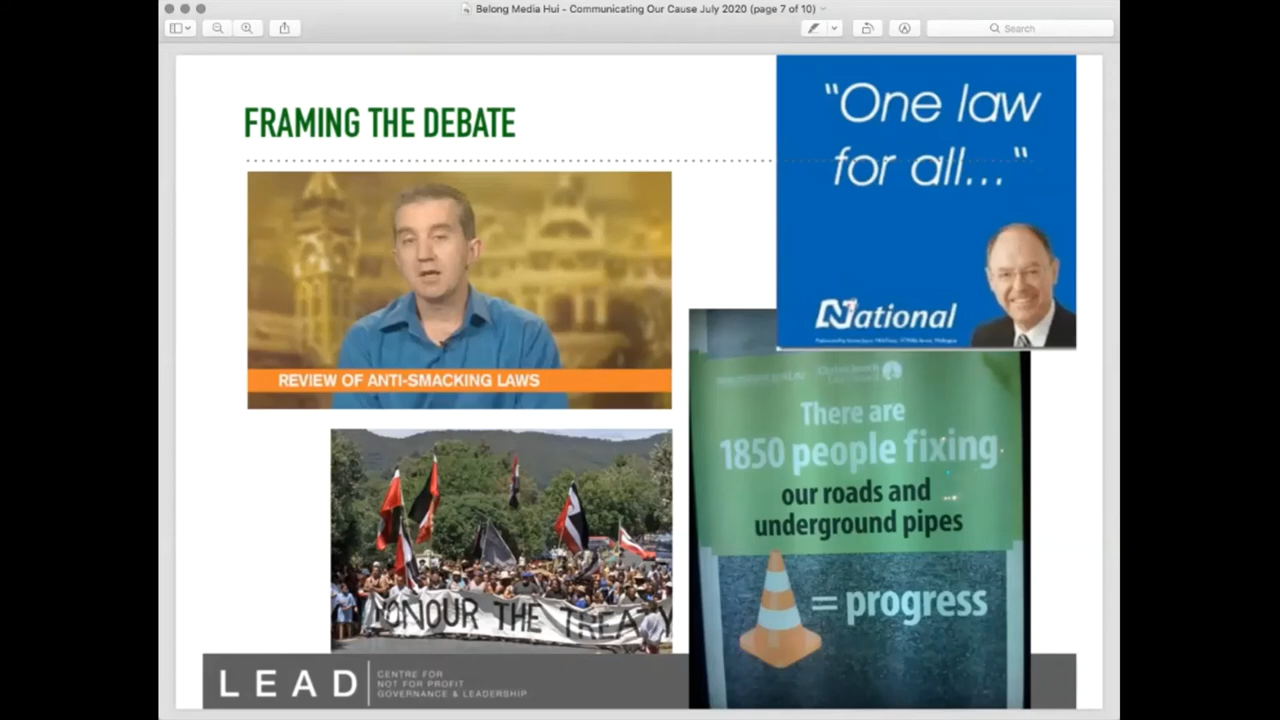 Belong Media Hui - Communicating Our Cause July 2020 (page 7 of 10)
Search
FRAMING THE DEBATE
"One law
for all..."
National
REVIEW OF ANTI-SMACKING LAWS
There are
1850 people fixing
our roads and
underground pipes
= progress
HONOUR THE TREATY
LEAD
CENTRE FOR
NOT FOR PROFIT
GOVERNANCE & LEADERSHIP